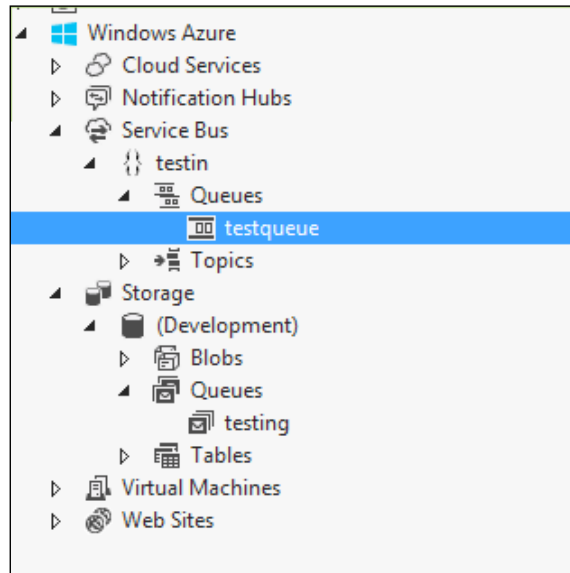 Windows Azure
Cloud Services
Notification Hubs
Service Bus
testin
Queues
testqueue
Topics
Storage
(Development)
Blobs
Queues
testing
Tables
Virtual Machines
Web Sites